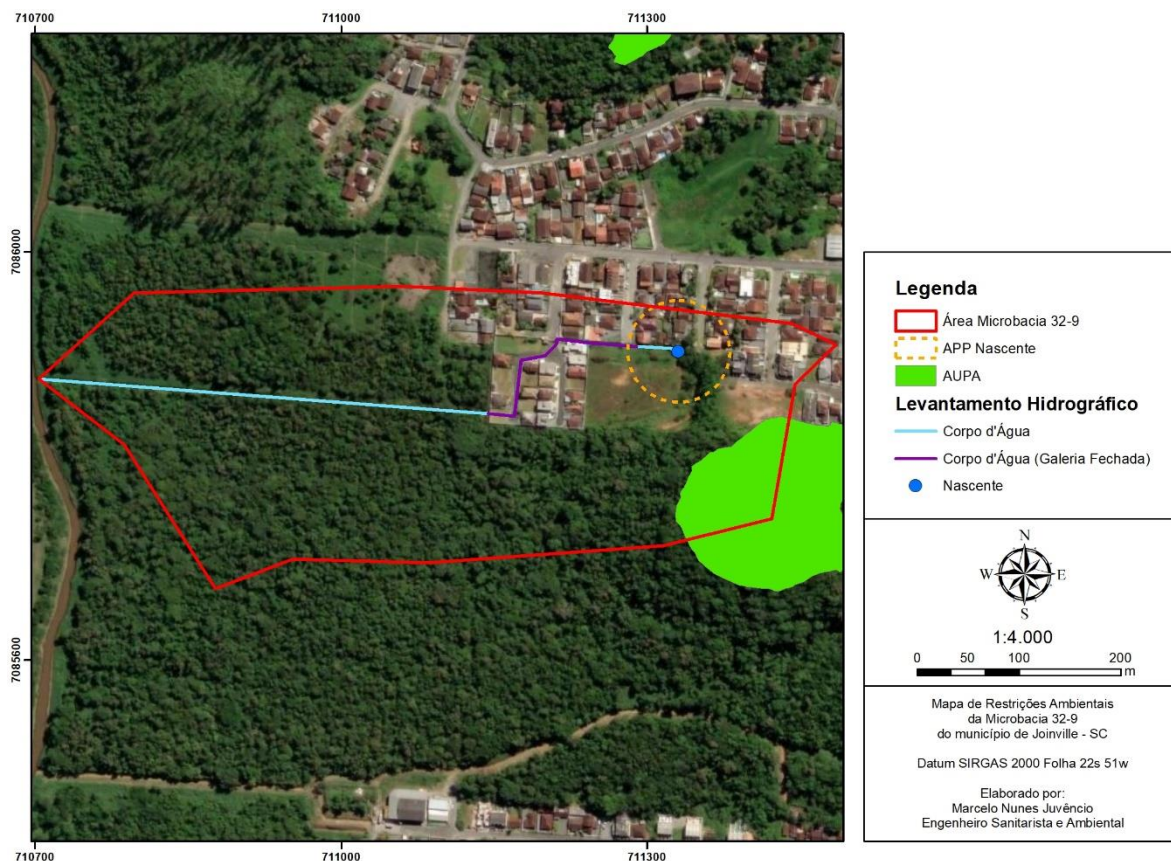 710700
711000
711300
7086000
7085600
710700
711000
711300
Legenda
Área Microbacia 32-9
APP Nascente
AUPA
Levantamento Hidrográfico
Corpo d'Água
Corpo d'Água (Galeria Fechada)
Nascente
N
W E
S
1:4.000
0 50 100 200
m
Mapa de Restrições Ambientais
da Microbacia 32-9
do município de Joinville - SC
Datum SIRGAS 2000 Folha 22s 51w
Elaborado por:
Marcelo Nunes Juvêncio
Engenheiro Sanitarista e Ambiental